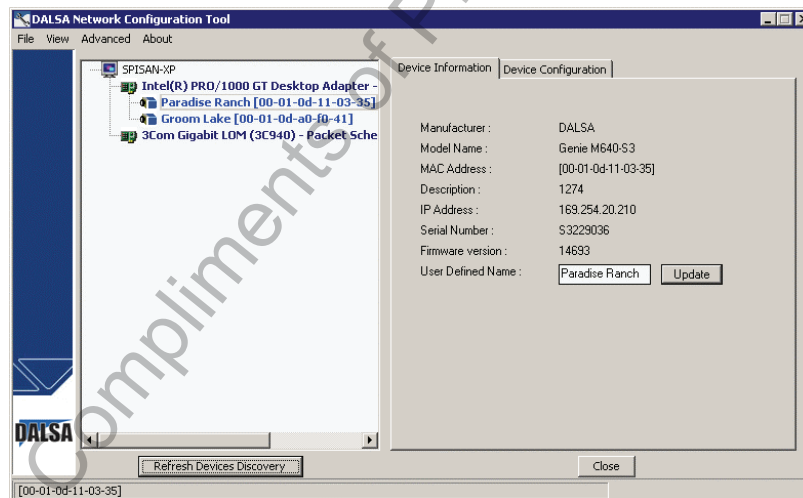 DALSA Network Configuration Tool
File View Advanced About
SPISAN-XP
Intel(R) PRO/1000 GT Desktop Adapter -
Paradise Ranch [00-01-0d-11-03-35]
Groom Lake [00-01-0d-a0-f0-41]
3Com Gigabit LOM (3C940) - Packet Sche
Device Information Device Configuration
Manufacturer : DALSA
Model Name : Genie M640-S3
MAC Address : [00-01-0d-11-03-35]
Description : 1274
IP Address : 169.254.20.210
Serial Number : S3229036
Firmware version : 14693
User Defined Name : Paradise Ranch Update
DALSA
Refresh Devices Discovery Close
[00-01-0d-11-03-35]
Compliments of